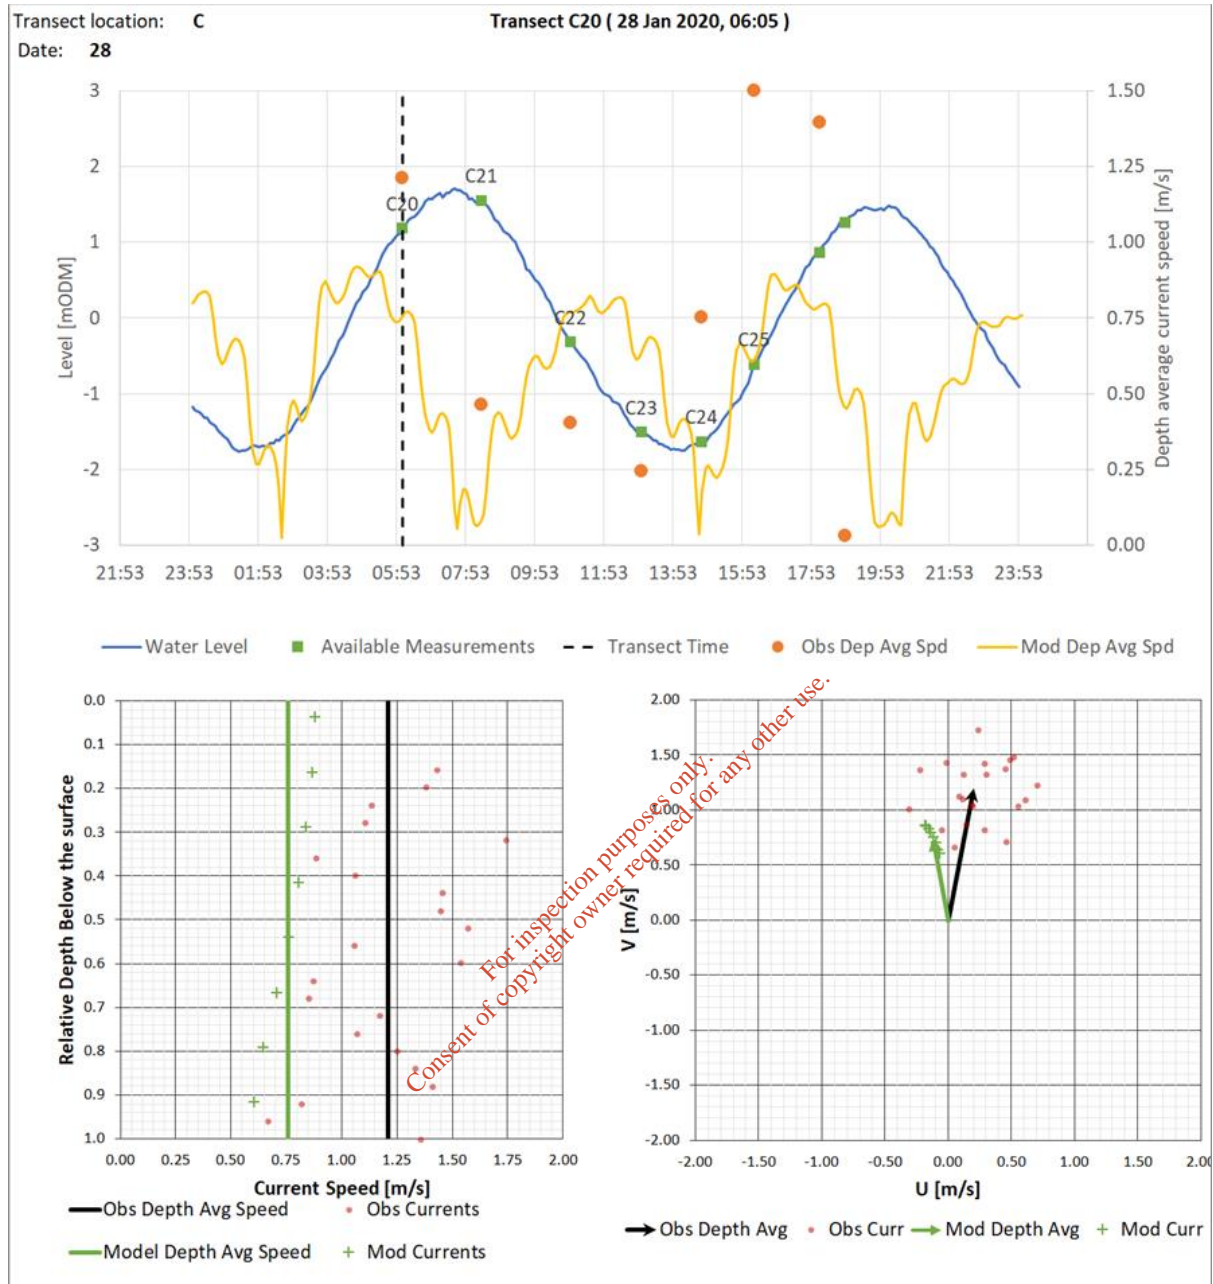 Transect location: C
Transect C20 ( 28 Jan 2020, 06:05 )
Date: 28
3
2
1
0
-1
-2
-3
Level [mODM]
1.50
1.25
1.00
0.75
0.50
0.25
0.00
Depth average current speed [m/s]
C20
C21
C22
C23
C24
C25
21:53 23:53 01:53 03:53 05:53 07:53 09:53 11:53 13:53 15:53 17:53 19:53 21:53 23:53
Water Level Available Measurements Transect Time Obs Dep Avg Spd Mod Dep Avg Spd
0.0
0.1
0.2
0.3
0.4
0.5
0.6
0.7
0.8
0.9
1.0
Relative Depth Below the surface
0.00 0.25 0.50 0.75 1.00 1.25 1.50 1.75 2.00
Current Speed [m/s]
Obs Depth Avg Speed Obs Currents
Model Depth Avg Speed Mod Currents
2.00
1.50
1.00
0.50
0.00
-0.50
-1.00
-1.50
-2.00
V [m/s]
-2.00 -1.50 -1.00 -0.50 0.00 0.50 1.00 1.50 2.00
U [m/s]
Obs Depth Avg Obs Curr Mod Depth Avg Mod Curr
For inspection purposes only.
Consent of copyright owner required for any other use.